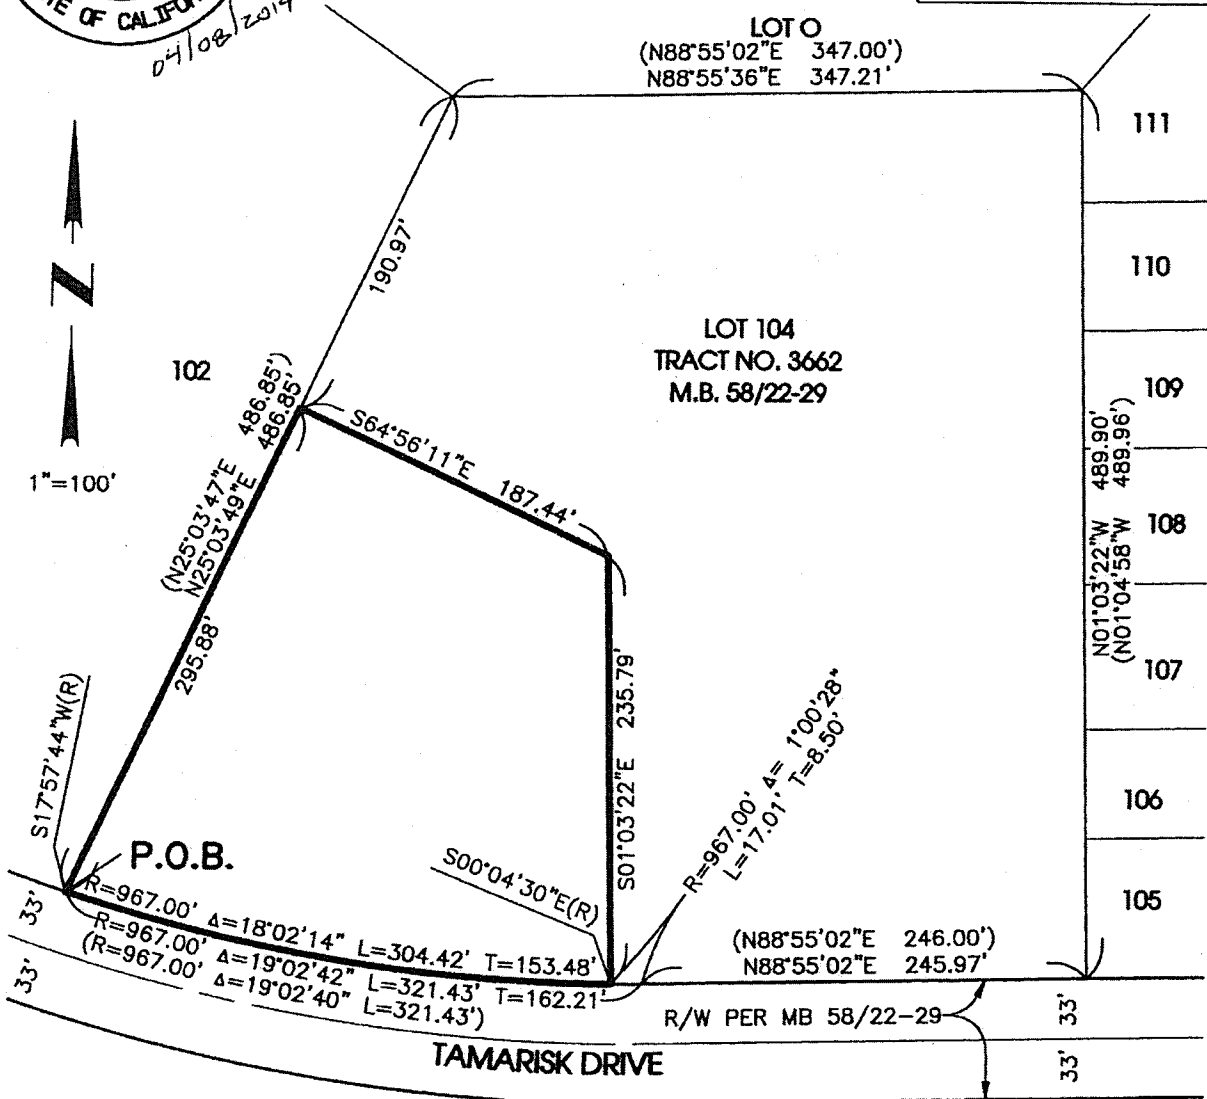 TE OF CALIFOR
04/08/2014
LOT O
(N88°55'02"E 347.00')
N88°55'36"E 347.21'
111
110
109
108
107
106
105
N
1"=100'
102
190.97'
LOT 104
TRACT NO. 3662
M.B. 58/22-29
(N25°03'47"E 486.85')
N25°03'49"E 486.85'
295.88'
S64°56'11"E 187.44'
S01°03'22"E 235.79'
N01°03'22"W 489.90'
(N01°04'58"W 489.96')
S17°57'44"W(R)
P.O.B.
S00°04'30"E(R)
R=967.00' Δ= 1°00'28"
L=17.01' T=8.50'
R=967.00' Δ=18°02'14" L=304.42' T=153.48'
R=967.00' Δ=19°02'42" L=321.43' T=162.21'
(R=967.00' Δ=19°02'40" L=321.43')
(N88°55'02"E 246.00')
N88°55'02"E 245.97'
33'
33'
R/W PER MB 58/22-29
33'
33'
TAMARISK DRIVE